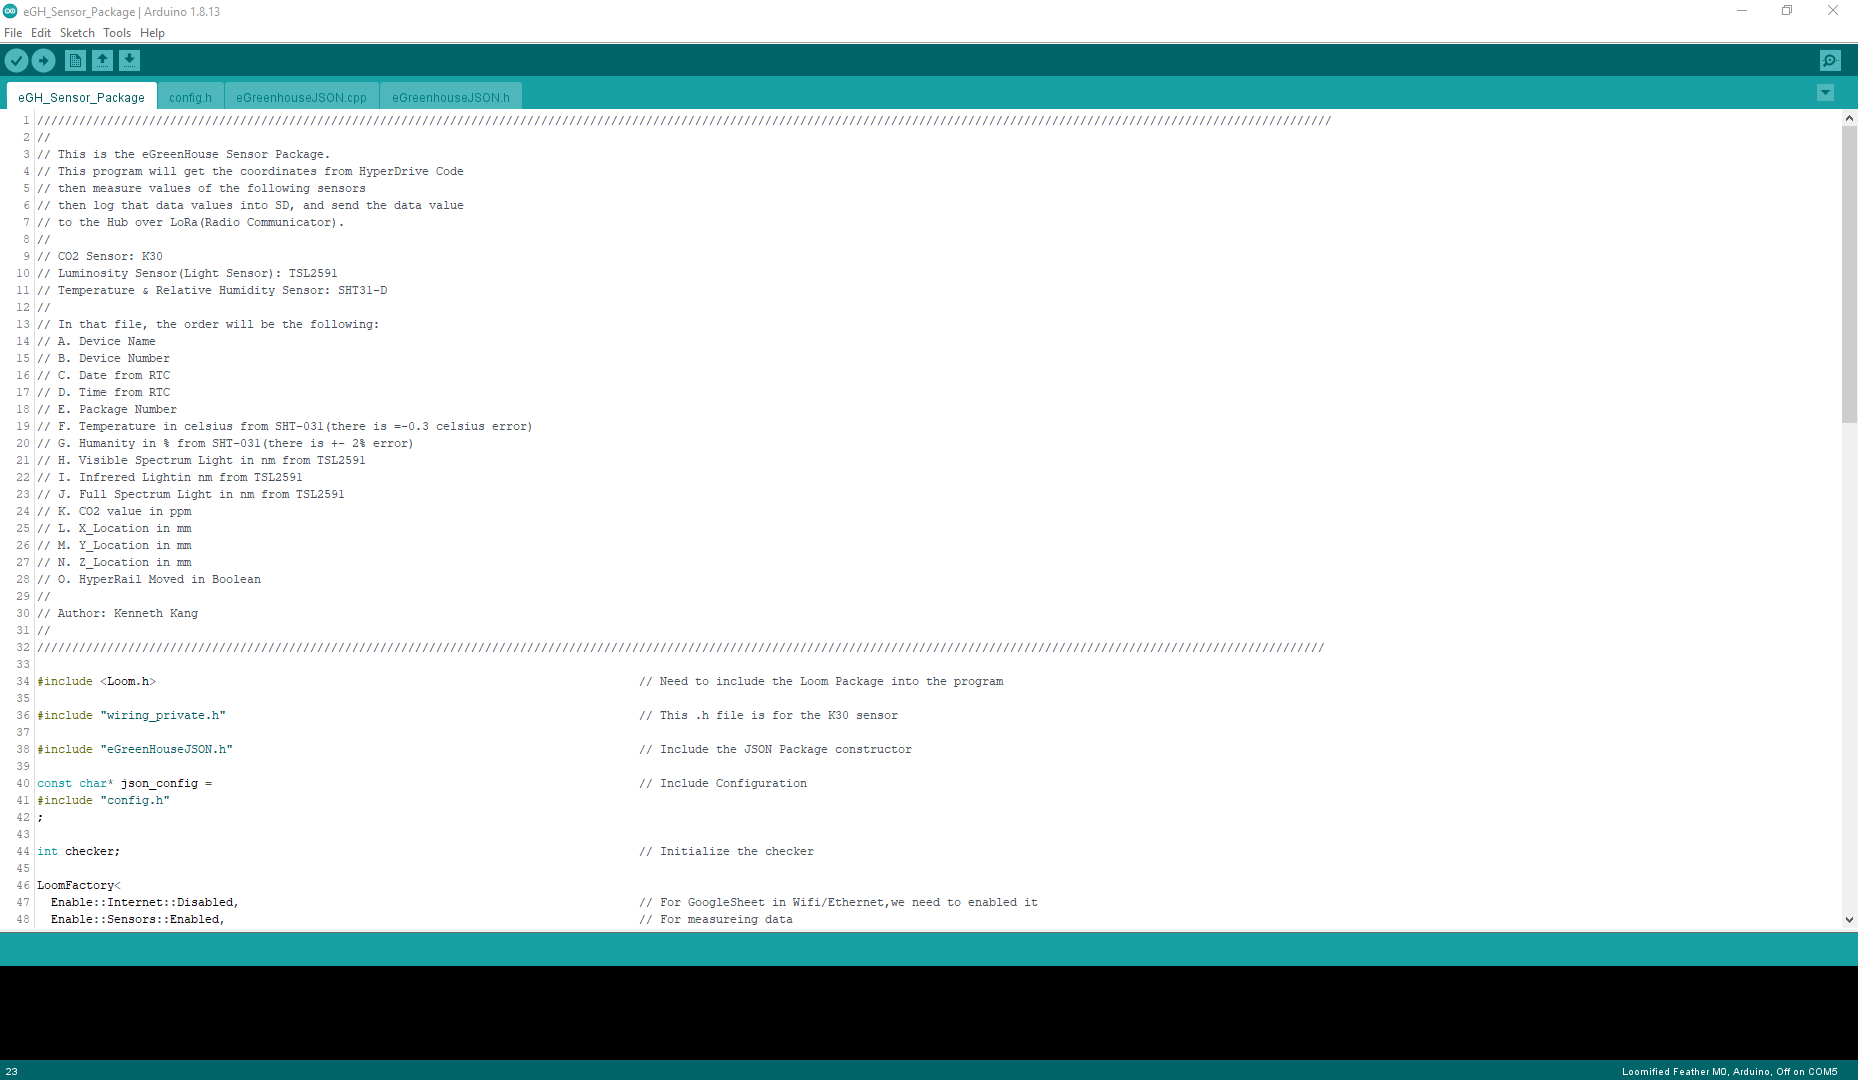 eGH_Sensor_Package | Arduino 1.8.13
File Edit Sketch Tools Help
eGH_Sensor_Package config.h eGreenhouseJSON.cpp eGreenhouseJSON.h
1 ////////////////////////////////////////////////////////////////////////////////////////////////////////////////////////////////////////////////////////////////////////////////////////
2 //
3 // This is the eGreenHouse Sensor Package.
4 // This program will get the coordinates from HyperDrive Code
5 // then measure values of the following sensors
6 // then log that data values into SD, and send the data value
7 // to the Hub over LoRa(Radio Communicator).
8 //
9 // CO2 Sensor: K30
10 // Luminosity Sensor(Light Sensor): TSL2591
11 // Temperature & Relative Humidity Sensor: SHT31-D
12 //
13 // In that file, the order will be the following:
14 // A. Device Name
15 // B. Device Number
16 // C. Date from RTC
17 // D. Time from RTC
18 // E. Package Number
19 // F. Temperature in celsius from SHT-031(there is =-0.3 celsius error)
20 // G. Humanity in % from SHT-031(there is +- 2% error)
21 // H. Visible Spectrum Light in nm from TSL2591
22 // I. Infrered Lightin nm from TSL2591
23 // J. Full Spectrum Light in nm from TSL2591
24 // K. CO2 value in ppm
25 // L. X_Location in mm
26 // M. Y_Location in mm
27 // N. Z_Location in mm
28 // O. HyperRail Moved in Boolean
29 //
30 // Author: Kenneth Kang
31 //
32 ///////////////////////////////////////////////////////////////////////////////////////////////////////////////////////////////////////////////////////////////////////////////////////
33
34 #include <Loom.h> // Need to include the Loom Package into the program
35
36 #include "wiring_private.h" // This .h file is for the K30 sensor
37
38 #include "eGreenHouseJSON.h" // Include the JSON Package constructor
39
40 const char* json_config = // Include Configuration
41 #include "config.h"
42 ;
43
44 int checker; // Initialize the checker
45
46 LoomFactory<
47 Enable::Internet::Disabled, // For GoogleSheet in Wifi/Ethernet,we need to enabled it
48 Enable::Sensors::Enabled, // For measureing data
23 Loomified Feather M0, Arduino, Off on COM5